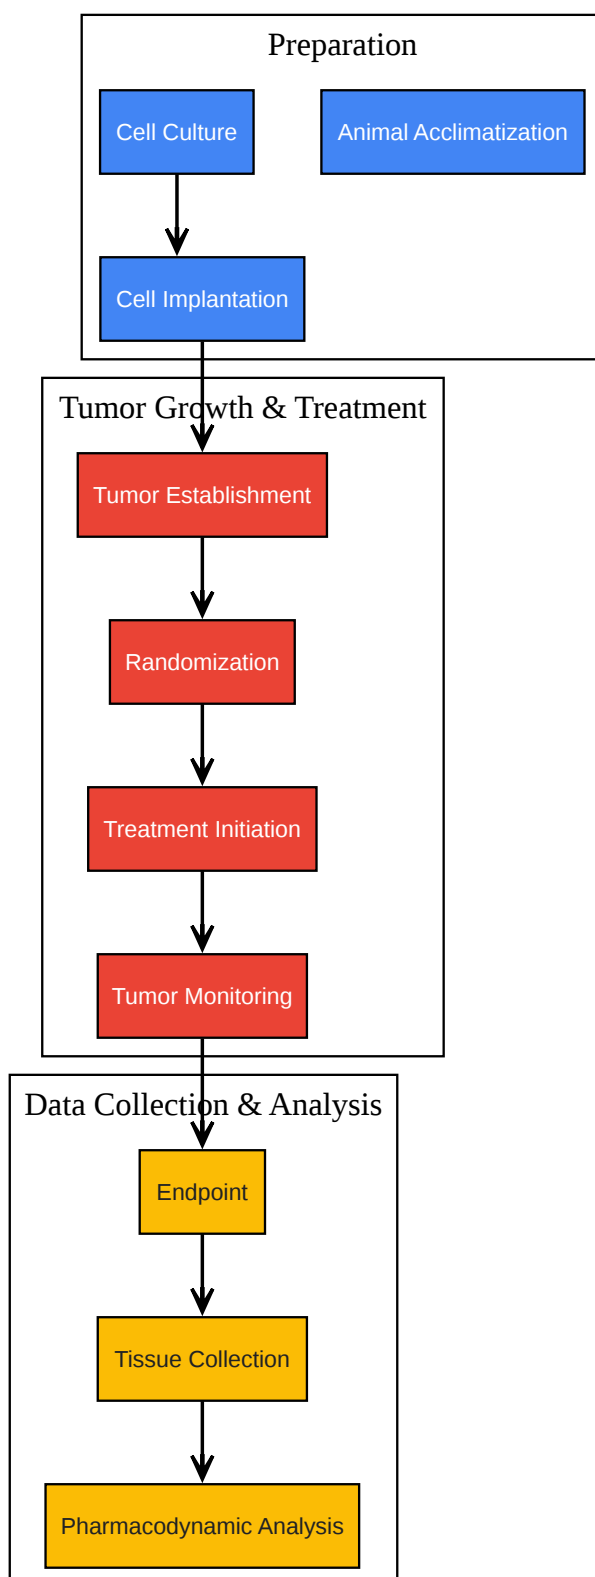 Preparation
Cell Culture
Animal Acclimatization
Cell Implantation
Tumor Growth & Treatment
Tumor Establishment
Randomization
Treatment Initiation
Tumor Monitoring
Data Collection & Analysis
Endpoint
Tissue Collection
Pharmacodynamic Analysis